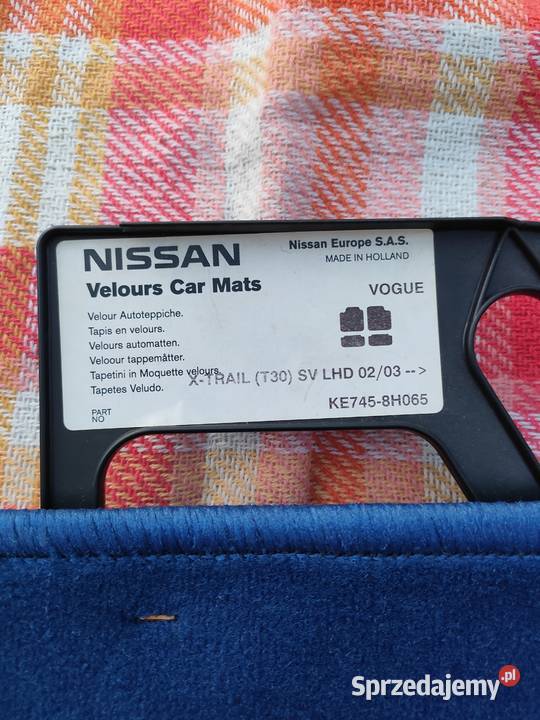 NISSAN
Nissan Europe S.A.S.
MADE IN HOLLAND
Velours Car Mats
VOGUE
Velour Autoteppiche.
Tapis en velours.
Velours automatten.
Veloour tappemåtter.
Tapetini in Moquette velours.
X-TRAIL (T30) SV LHD 02/03 -->
Tapetes Veludo.
PART
NO
KE745-8H065
Sprzedajemy.pl